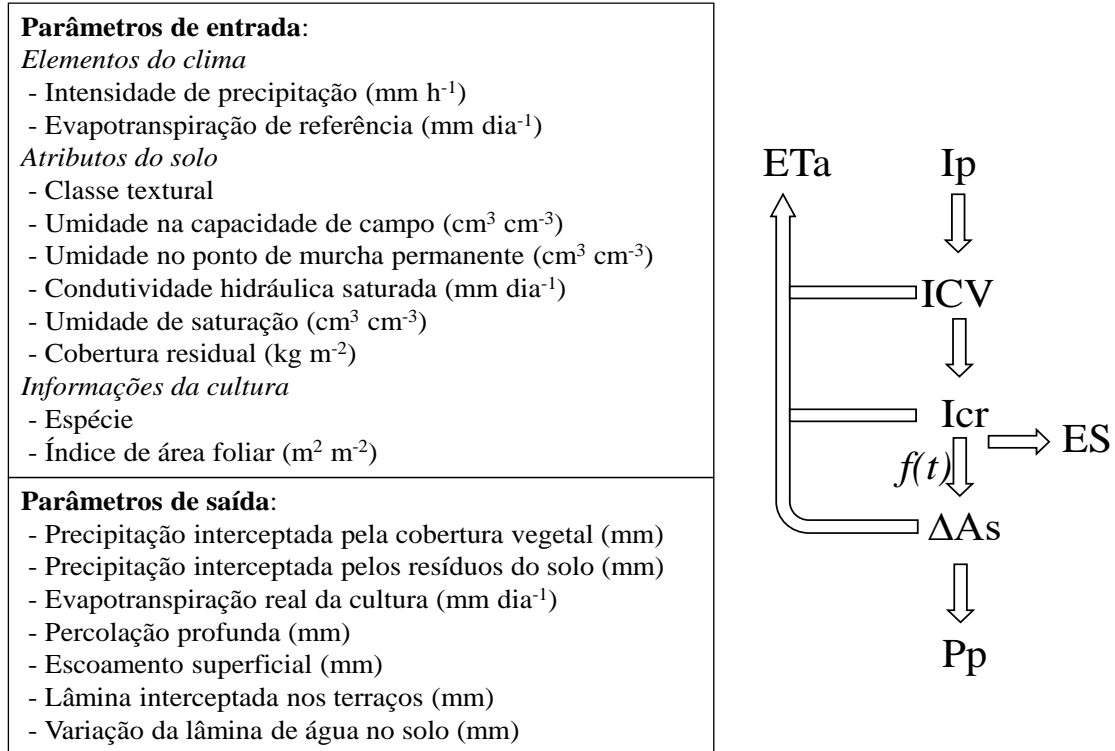 Parâmetros de entrada:
Elementos do clima
- Intensidade de precipitação (mm h-1)
- Evapotranspiração de referência (mm dia-1)
Atributos do solo
- Classe textural
- Umidade na capacidade de campo (cm3 cm-3)
- Umidade no ponto de murcha permanente (cm3 cm-3)
- Condutividade hidráulica saturada (mm dia-1)
- Umidade de saturação (cm3 cm-3)
- Cobertura residual (kg m-2)
Informações da cultura
- Espécie
- Índice de área foliar (m2 m-2)
Parâmetros de saída:
- Precipitação interceptada pela cobertura vegetal (mm)
- Precipitação interceptada pelos resíduos do solo (mm)
- Evapotranspiração real da cultura (mm dia-1)
- Percolação profunda (mm)
- Escoamento superficial (mm)
- Lâmina interceptada nos terraços (mm)
- Variação da lâmina de água no solo (mm)
ETa
Ip
ICV
Icr
ES
f(t)
ΔAs
Pp